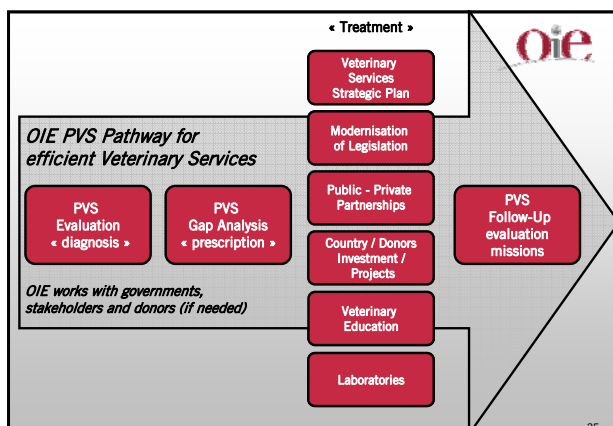 « Treatment »
oie
Veterinary
Services
Strategic Plan
OIE PVS Pathway for
efficient Veterinary Services
Modernisation
of Legislation
PVS
Evaluation
« diagnosis »
PVS
Gap Analysis
« prescription »
Public - Private
Partnerships
Country / Donors
Investment /
Projects
PVS
Follow-Up
evaluation
missions
OIE works with governments,
stakeholders and donors (if needed)
Veterinary
Education
Laboratories